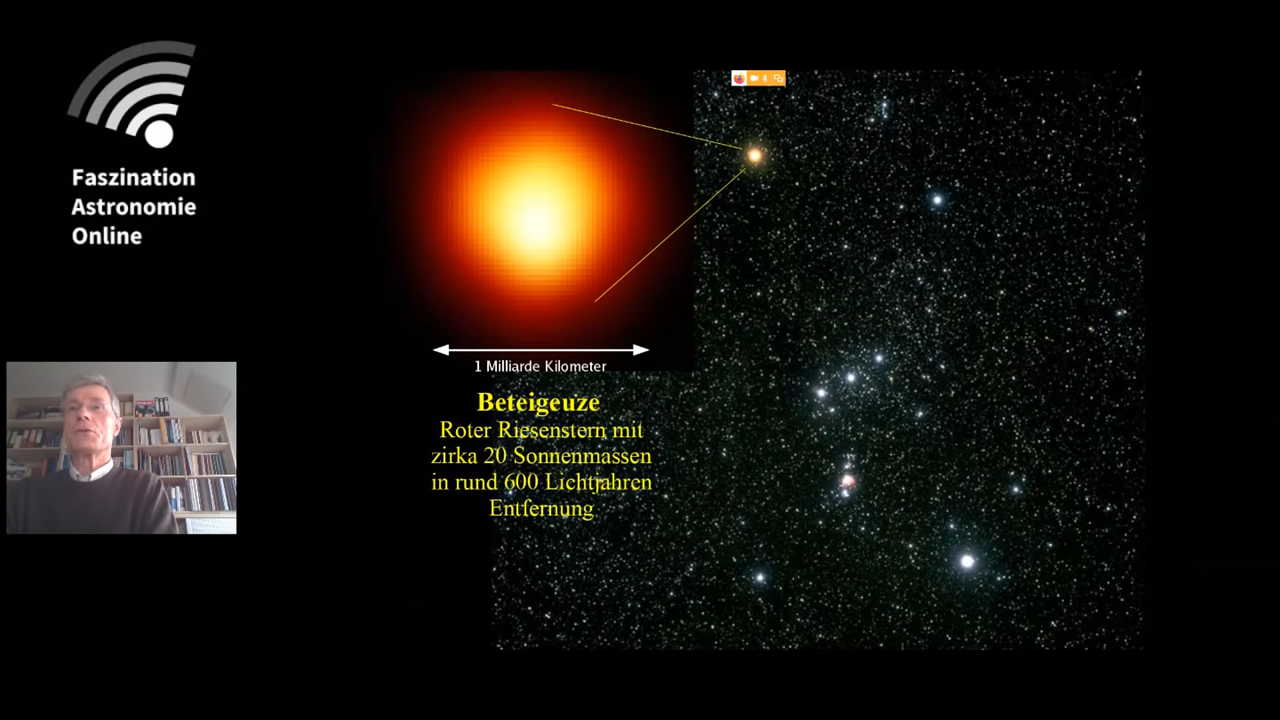 Faszination
Astronomie
Online
1 Milliarde Kilometer
Beteigeuze
Roter Riesenstern mit
zirka 20 Sonnenmassen
in rund 600 Lichtjahren
Entfernung